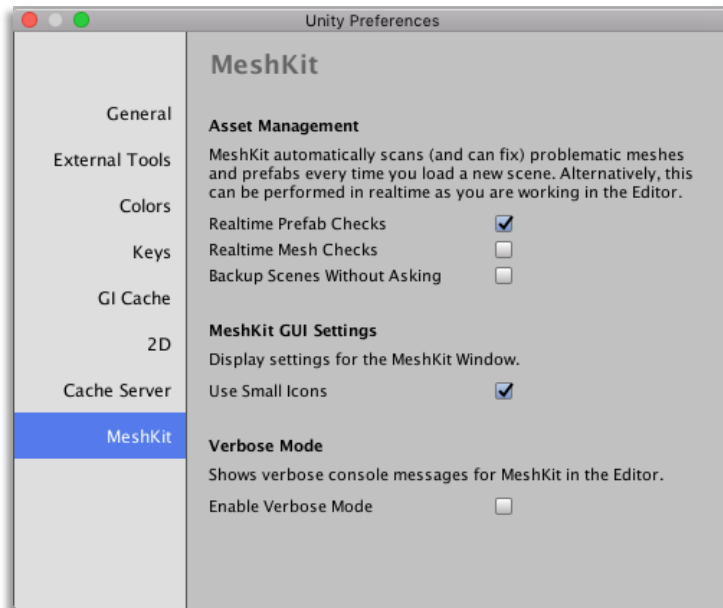 Unity Preferences
General
External Tools
Colors
Keys
GI Cache
2D
Cache Server
MeshKit
MeshKit
Asset Management
MeshKit automatically scans (and can fix) problematic meshes
and prefabs every time you load a new scene. Alternatively, this
can be performed in realtime as you are working in the Editor.
Realtime Prefab Checks
Realtime Mesh Checks
Backup Scenes Without Asking
MeshKit GUI Settings
Display settings for the MeshKit Window.
Use Small Icons
Verbose Mode
Shows verbose console messages for MeshKit in the Editor.
Enable Verbose Mode